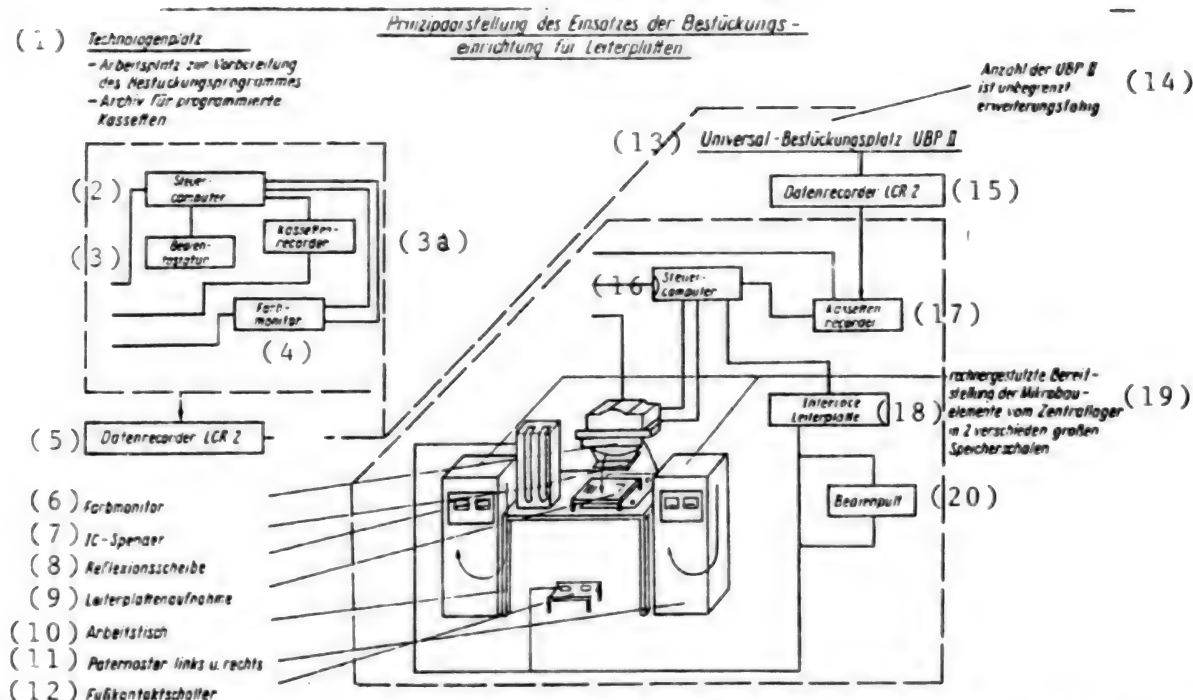 Prinzipdarstellung des Einsatzes der Bestückungs-
einrichtung für Leiterplatten
(1) Technologenplatz
- Arbeitsplatz zur Vorbereitung
des Bestückungsprogrammes
- Archiv für programmierte
Kassetten
(2) Steuer-
computer
(3) Bedien-
tastatur
Kassetten-
recorder
(3a)
Farb-
monitor
(4)
(5) Datenrecorder LCR 2
(6) Farbmonitor
(7) IC-Spender
(8) Reflexionsscheibe
(9) Leiterplattenaufnahme
(10) Arbeitstisch
(11) Paternoster links u. rechts
(12) Fußkontaktschalter
Anzahl der UBP II
ist unbegrenzt
erweiterungsfähig
(14)
(13) Universal-Bestückungsplatz UBP II
Datenrecorder LCR 2 (15)
(16) Steuer-
computer
Kassetten
recorder (17)
Interface
Leiterplatte (18)
rechnergestützte Bereit-
stellung der Mikrobau-
elemente vom Zentrallager
in 2 verschieden großen
Speicherschalen
(19)
Bedienpult (20)